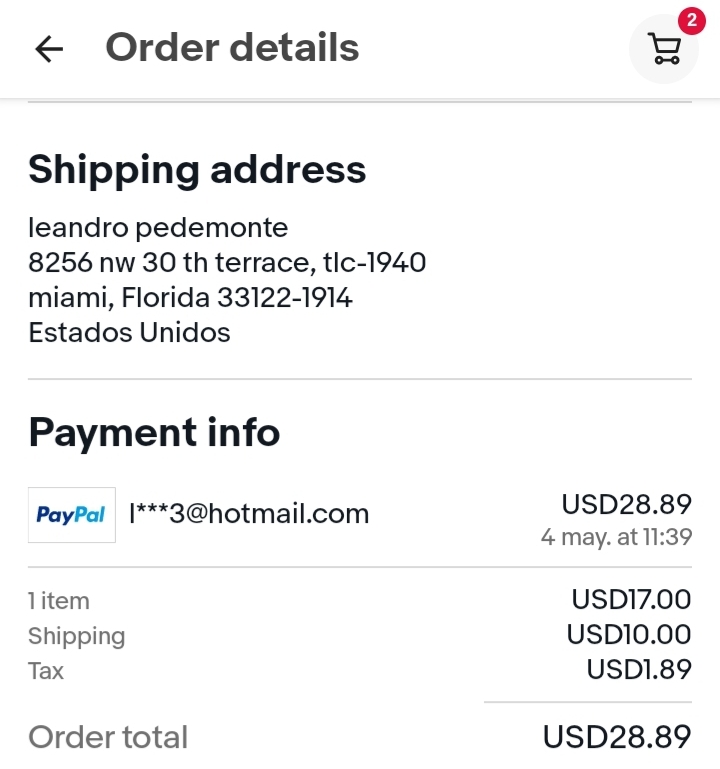 Order details
2
Shipping address
leandro pedemonte
8256 nw 30 th terrace, tlc-1940
miami, Florida 33122-1914
Estados Unidos
Payment info
PayPal l***3@hotmail.com USD28.89
4 may. at 11:39
1 item USD17.00
Shipping USD10.00
Tax USD1.89
Order total USD28.89